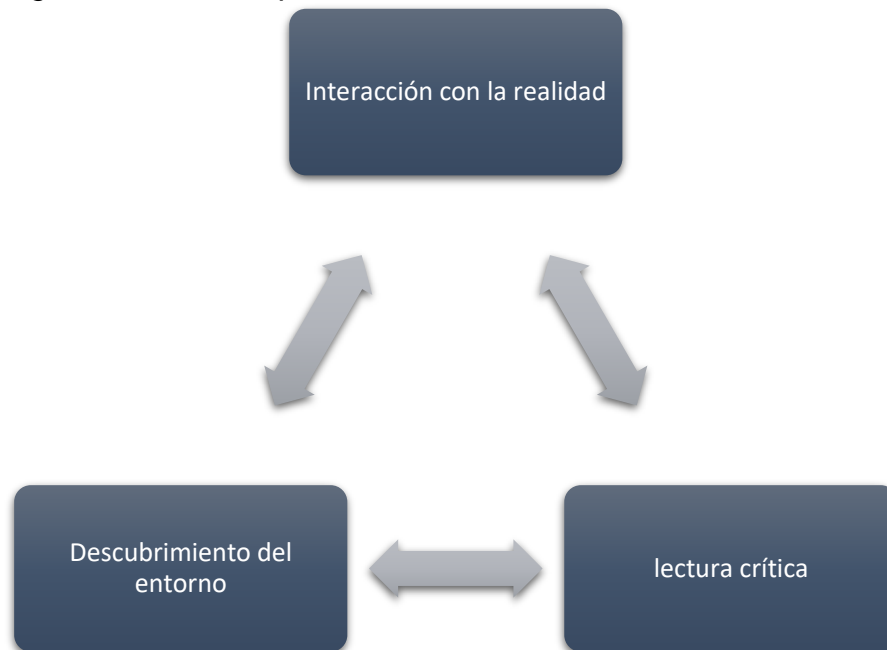 Interacción con la realidad
Descubrimiento del
entorno
lectura crítica